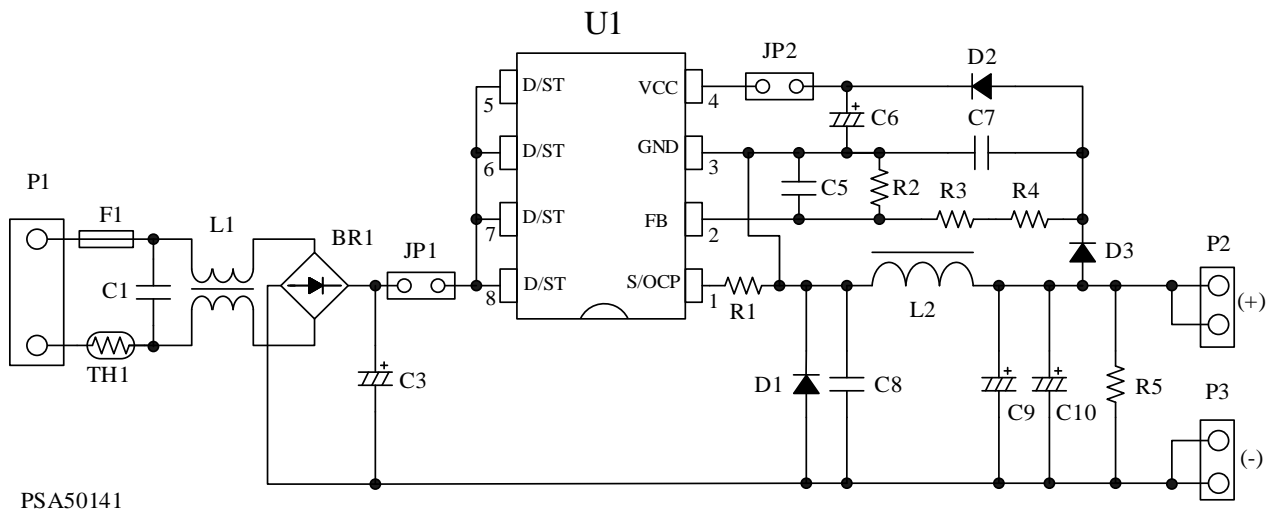 U1
JP2
D2
D/ST
VCC
5
4
C6
C7
D/ST
GND
6
3
P1
C5
R2
R3
R4
F1
L1
D/ST
FB
7
2
BR1
JP1
D3
P2
C1
D/ST
S/OCP
8
1
R1
L2
(+)
TH1
C3
D1
C8
C9
C10
R5
P3
(-)
PSA50141
+
+
+
+